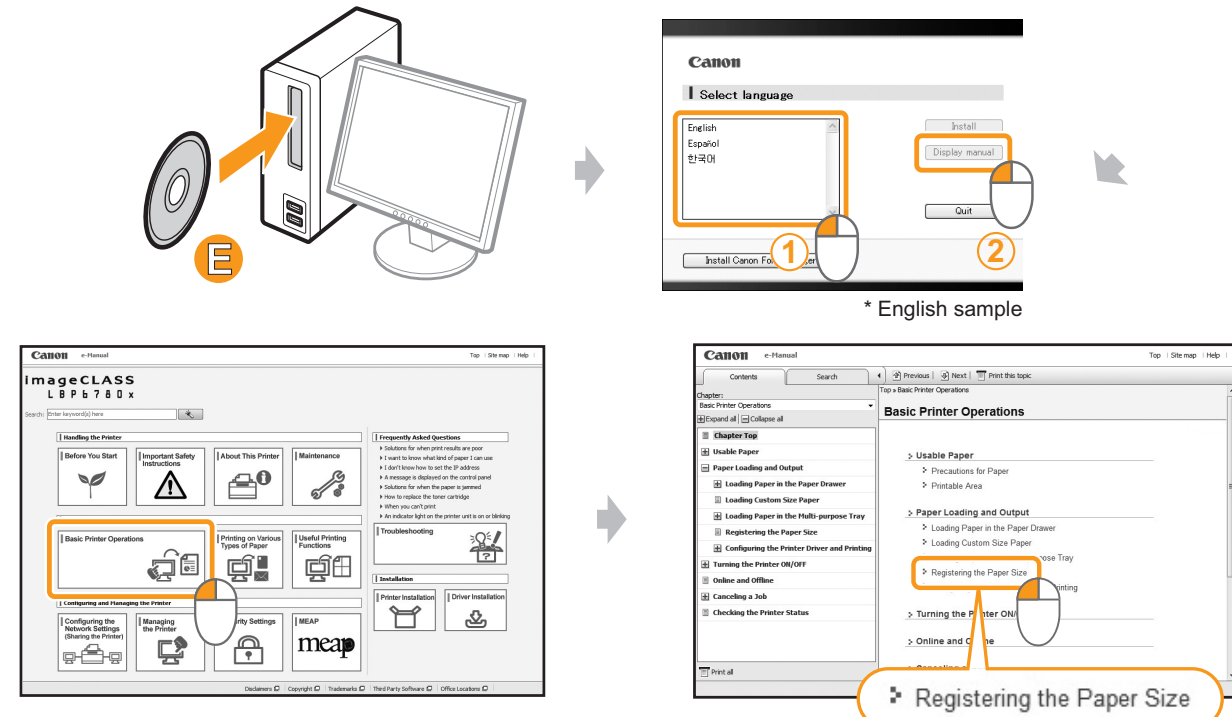 E
Canon
Select language
English
Español
한국어
Install
Display manual
Quit
1
2
* English sample
Canon e-Manual
Top | Site map | Help
imageCLASS
LBP6780x
Search: Enter keyword(s) here
Handling the Printer
Before You Start
Important Safety
Instructions
About This Printer
Maintenance
Basic Printer Operations
Printing on Various
Types of Paper
Useful Printing
Functions
Configuring and Managing the Printer
Configuring the
Network Settings
(Sharing the Printer)
Managing
the Printer
Settings
MEAP
meap
Frequently Asked Questions
Solutions for when print results are poor
I want to know what kind of paper I can use
I don't know how to set the IP address
A message is displayed on the control panel
Solutions for when the paper is jammed
How to replace the toner cartridge
When you can't print
An indicator light on the printer unit is on or blinking
Troubleshooting
Installation
Printer Installation
Driver Installation
Disclaimers | Copyright | Trademarks | Third Party Software | Office Locations
Canon e-Manual
Top | Site map | Help
Contents
Search
Previous | Next | Print this topic
Chapter:
Basic Printer Operations
Expand all | Collapse all
Chapter Top
Usable Paper
Paper Loading and Output
Loading Paper in the Paper Drawer
Loading Custom Size Paper
Loading Paper in the Multi-purpose Tray
Registering the Paper Size
Configuring the Printer Driver and Printing
Turning the Printer ON/OFF
Online and Offline
Canceling a Job
Checking the Printer Status
Print all
Top » Basic Printer Operations
Basic Printer Operations
Usable Paper
Precautions for Paper
Printable Area
Paper Loading and Output
Loading Paper in the Paper Drawer
Loading Custom Size Paper
Tray
Registering the Paper Size
Turning the
Online and
Registering the Paper Size